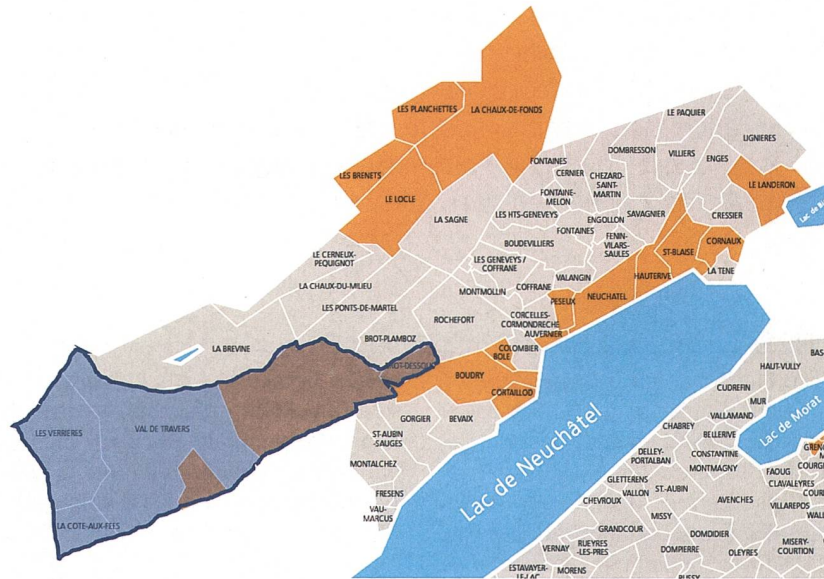 LES PLANCHETTES
LA CHAUX-DE-FONDS
LES BRENETS
LE LOCLE
LA SAGNE
LE CERNEUX-
PEQUIGNOT
LA CHAUX-DU-MILIEU
LES PONTS-DE-MARTEL
LA BREVINE
BROT-PLAMBOZ
BROT-DESSOUS
ROCHEFORT
LES VERRIERES
VAL DE TRAVERS
LA COTE-AUX-FEES
LE PAQUIER
LIGNIERES
DOMBRESSON
VILLIERS
ENGES
FONTAINES
CERNIER
CHEZARD-
SAINT-
MARTIN
FONTAINE-
MELON
LE LANDERON
LES HTS-GENEVEYS
ENGOLLON
SAVAGNIER
CRESSIER
FONTAINES
BOUDEVILLIERS
FENIN-
VILARS-
SAULES
ST-BLAISE
CORNAUX
LES GENEVEYS /
COFFRANE
VALANGIN
HAUTERIVE
LA TENE
MONTMOLLIN
COFFRANE
PESEUX
NEUCHATEL
CORCELLES-
CORMONDRECHE
AUVERNIER
COLOMBIER
BOLE
BOUDRY
CORTAILLOD
GORGIER
BEVAIX
ST-AUBIN
-SAUGES
MONTALCHEZ
FRESENS
VAU-
MARCUS
Lac de Neuchâtel
Lac de Morat
HAUT-VULLY
CUDREFIN
MUR
VALLAMAND
CHABREY
BELLERIVE
CONSTANTINE
MONTMAGNY
DELLEY-
PORTALBAN
GLETTERENS
VALLON
ST-AUBIN
CHEVROUX
MISSY
AVENCHES
FAOUG
CLAVALEYRES
VILLAREPOS
GRANDCOUR
DOMDIDIER
VERNAY
RUEYRES
-LES-PRES
DOMPIERRE
OLEYRES
MISERY-
COURTION
ESTAVAYER-
LE-LAC
MORENS